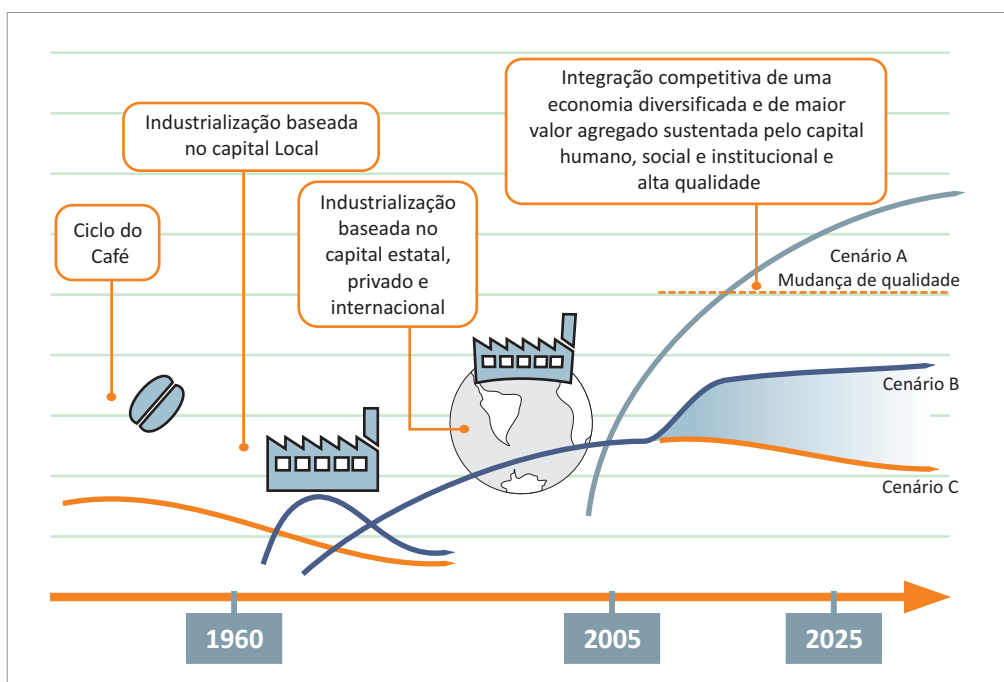 Ciclo do
Café
Industrialização baseada
no capital Local
Industrialização
baseada no
capital estatal,
privado e
internacional
Integração competitiva de uma
economia diversificada e de maior
valor agregado sustentada pelo capital
humano, social e institucional e
alta qualidade
Cenário A
Mudança de qualidade
Cenário B
Cenário C
1960
2005
2025